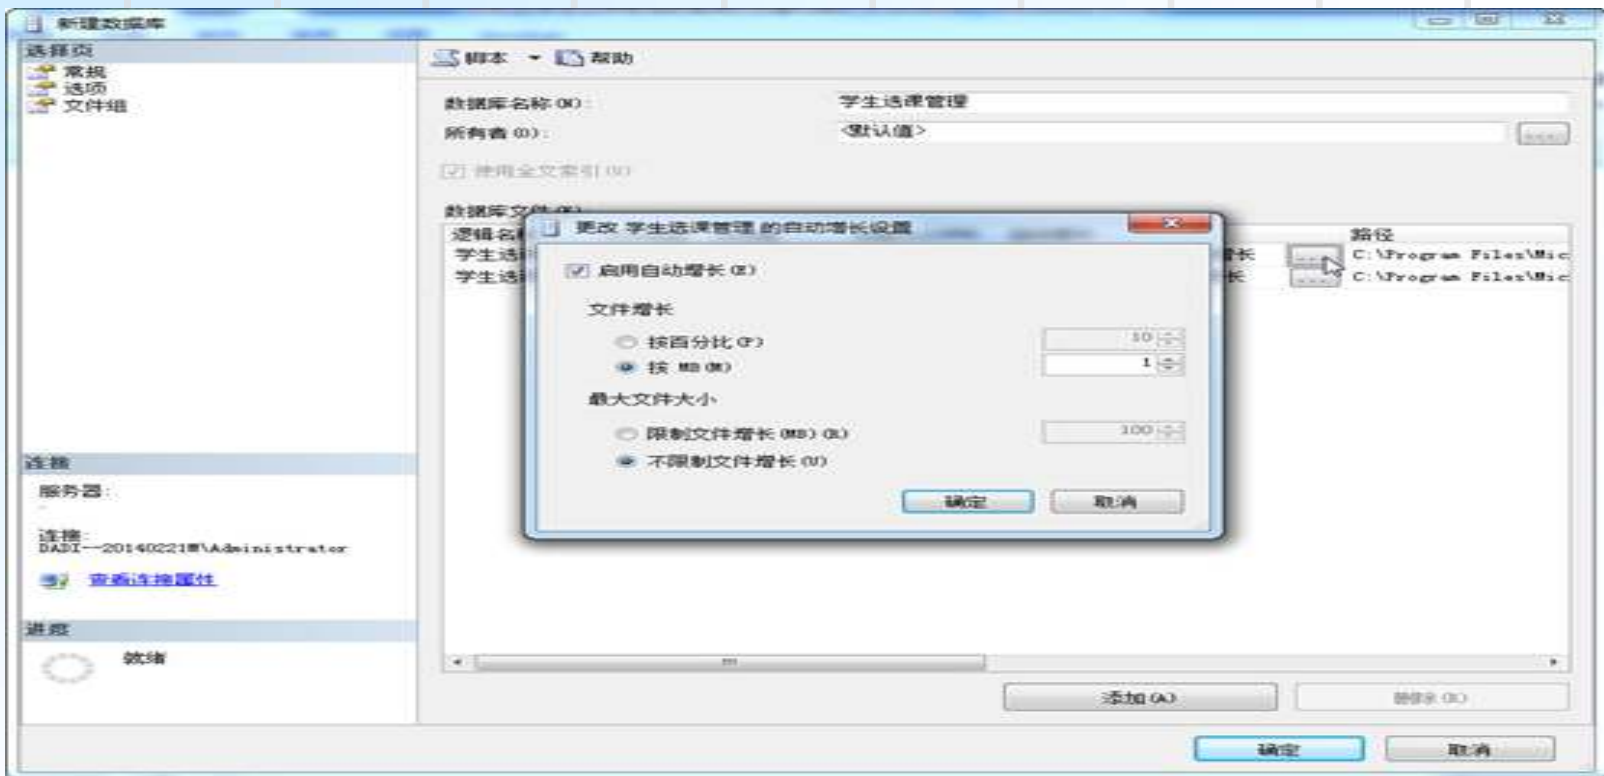 新建数据库
选择页
常规
选项
文件组
脚本 帮助
数据库名称(N): 学生选课管理
所有者(O): <默认值>
使用全文索引(U)
数据库文件(F):
逻辑名 路径
学生选 长 ... C:\Program Files\Mic
学生选 长 ... C:\Program Files\Mic
更改 学生选课管理 的自动增长设置
启用自动增长(E)
文件增长
按百分比(P) 10
按 MB(M) 1
最大文件大小
限制文件增长(MB)(R) 100
不限制文件增长(U)
确定 取消
连接
服务器:
连接:
DADI--20140221M\Administrator
查看连接属性
进度
就绪
添加(A) 删除(R)
确定 取消